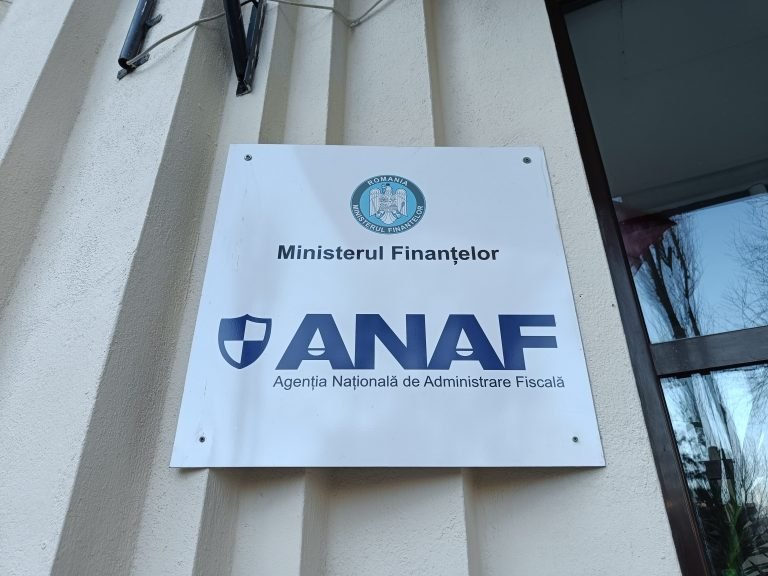 ROMANIA
MINISTERUL FINANȚELOR
Ministerul Finanțelor
ANAF
Agenția Națională de Administrare Fiscală